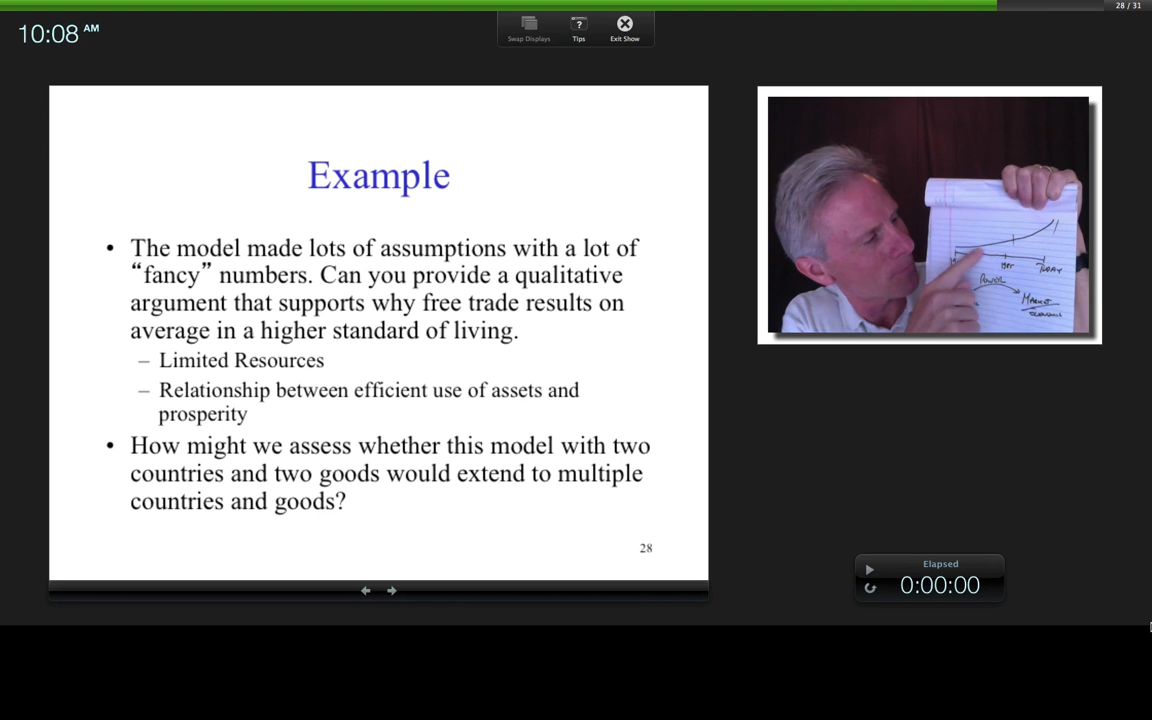 28 / 31
10:08 AM
Swap Displays
Tips
Exit Show
Example
• The model made lots of assumptions with a lot of
“fancy” numbers. Can you provide a qualitative
argument that supports why free trade results on
average in a higher standard of living.
– Limited Resources
– Relationship between efficient use of assets and
prosperity
• How might we assess whether this model with two
countries and two goods would extend to multiple
countries and goods?
28
TODAY
POWER
MARKET
Elapsed
0:00:00